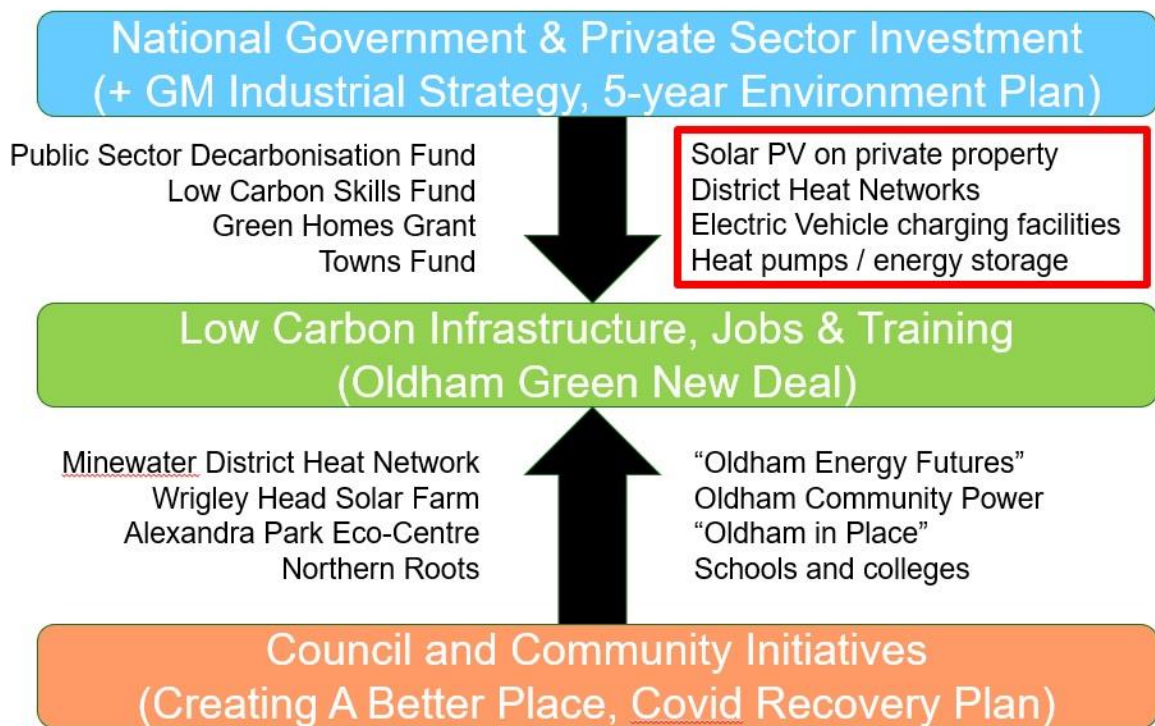 National Government & Private Sector Investment
(+ GM Industrial Strategy, 5-year Environment Plan)
Public Sector Decarbonisation Fund
Low Carbon Skills Fund
Green Homes Grant
Towns Fund
Solar PV on private property
District Heat Networks
Electric Vehicle charging facilities
Heat pumps / energy storage
Low Carbon Infrastructure, Jobs & Training
(Oldham Green New Deal)
Minewater District Heat Network
Wrigley Head Solar Farm
Alexandra Park Eco-Centre
Northern Roots
“Oldham Energy Futures”
Oldham Community Power
“Oldham in Place”
Schools and colleges
Council and Community Initiatives
(Creating A Better Place, Covid Recovery Plan)